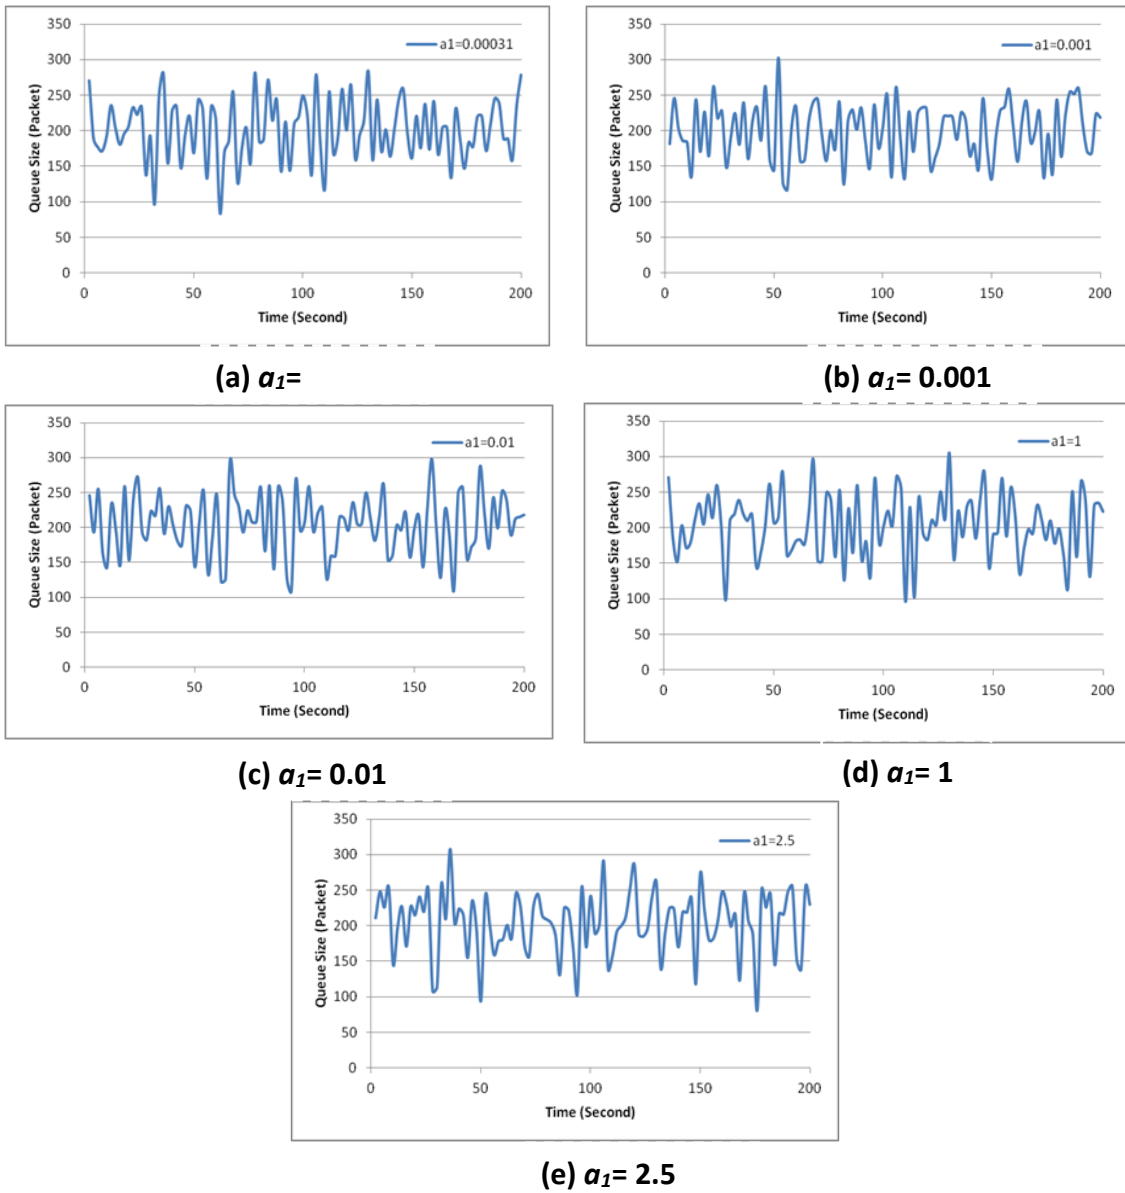 350
300
250
200
150
100
50
0
Queue Size (Packet)
a1=0.00031
0 50 100 150 200
Time (Second)
(a) a1=
350
300
250
200
150
100
50
0
Queue Size (Packet)
a1=0.001
0 50 100 150 200
Time (Second)
(b) a1= 0.001
350
300
250
200
150
100
50
0
Queue Size (Packet)
a1=0.01
0 50 100 150 200
Time (Second)
(c) a1= 0.01
350
300
250
200
150
100
50
0
Queue Size (Packet)
a1=1
0 50 100 150 200
Time (Second)
(d) a1= 1
350
300
250
200
150
100
50
0
Queue Size (Packet)
a1=2.5
0 50 100 150 200
Time (Second)
(e) a1= 2.5